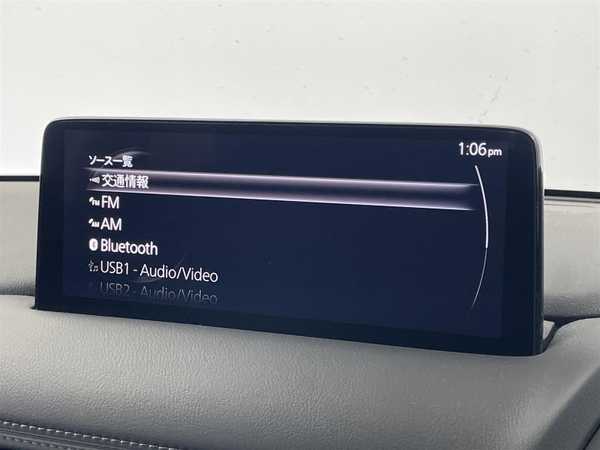 1:06pm
ソース一覧
交通情報
FM
AM
Bluetooth
USB1 - Audio/Video
USB2 - Audio/Video